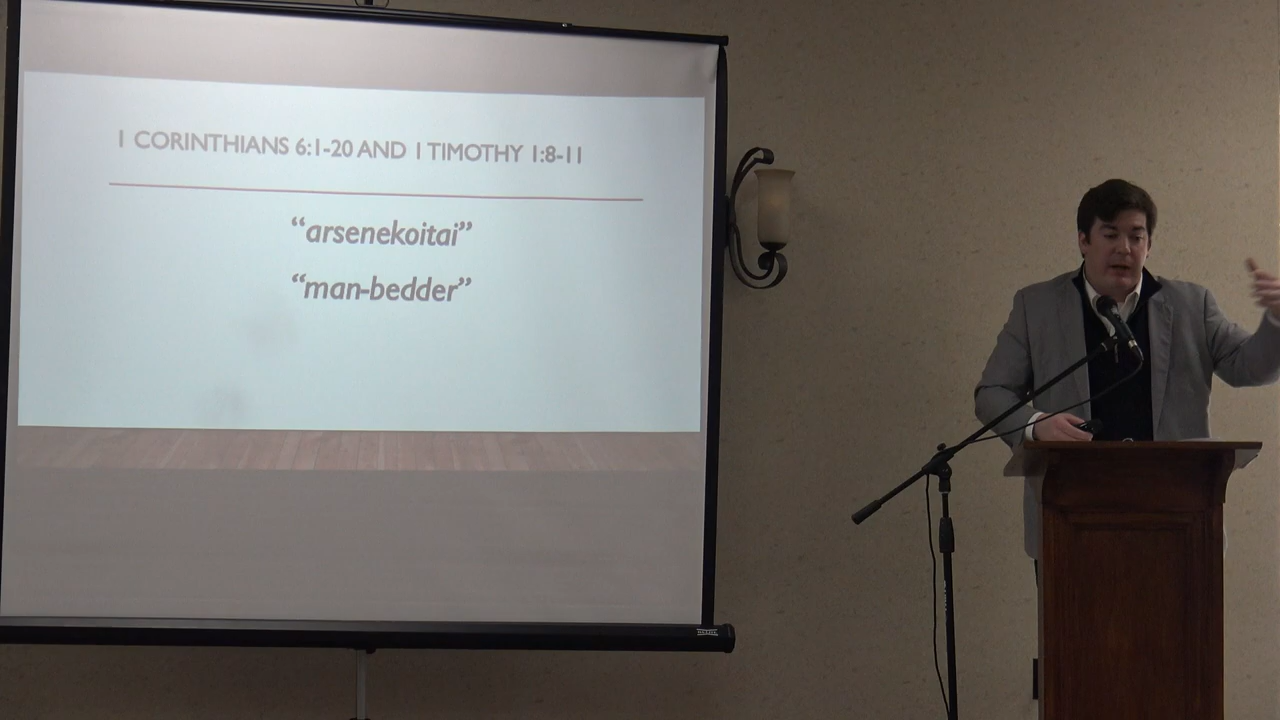 1 CORINTHIANS 6:1-20 AND 1 TIMOTHY 1:8-11
“arsenekoitai”
“man-bedder”